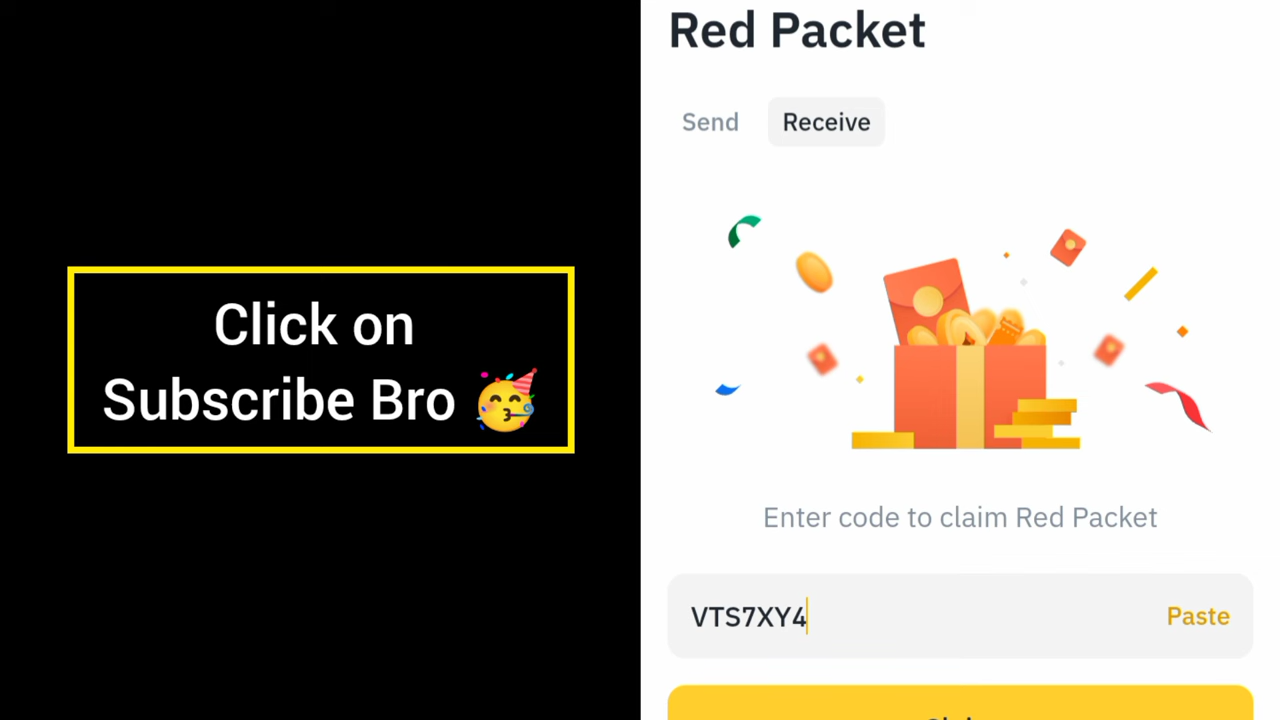 Click on
Subscribe Bro 🥳
Red Packet
Send
Receive
Enter code to claim Red Packet
VTS7XY4
Paste